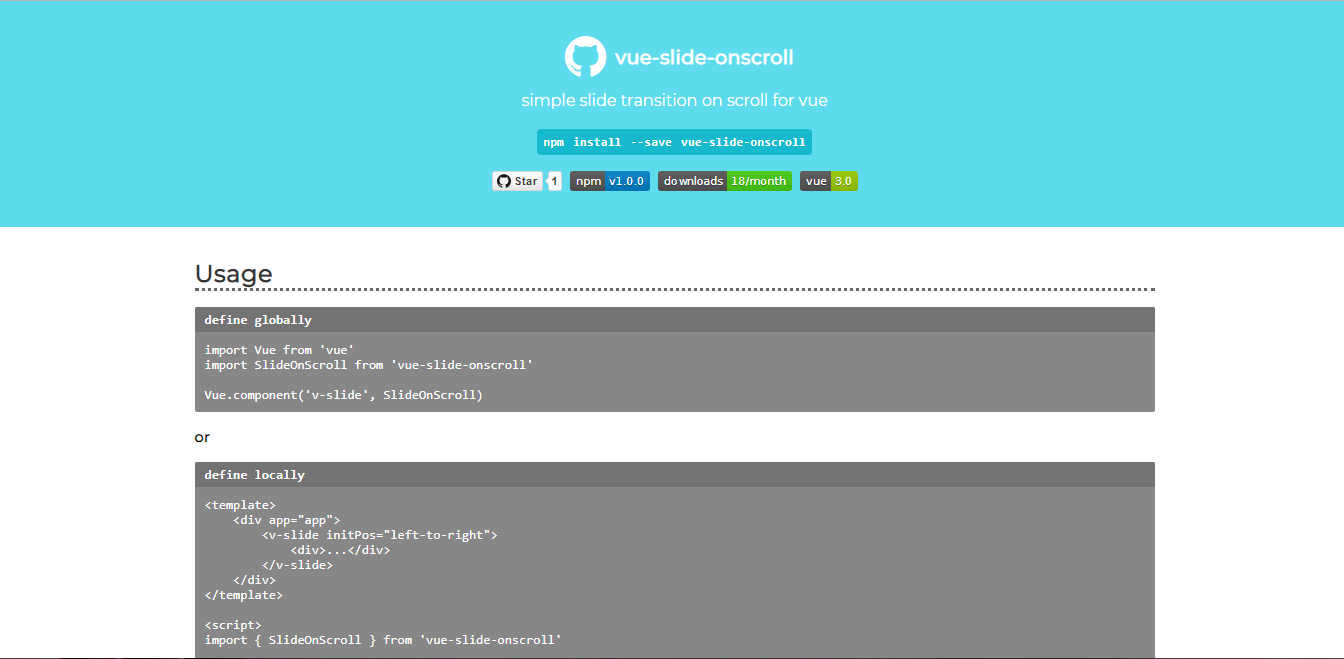 vue-slide-onscroll
simple slide transition on scroll for vue
npm install --save vue-slide-onscroll
Star 1 npm v1.0.0 downloads 18/month vue 3.0
Usage
define globally
import Vue from 'vue'
import SlideOnScroll from 'vue-slide-onscroll'
Vue.component('v-slide', SlideOnScroll)
or
define locally
<template>
    <div app="app">
        <v-slide initPos="left-to-right">
            <div>...</div>
        </v-slide>
    </div>
</template>
<script>
import { SlideOnScroll } from 'vue-slide-onscroll'